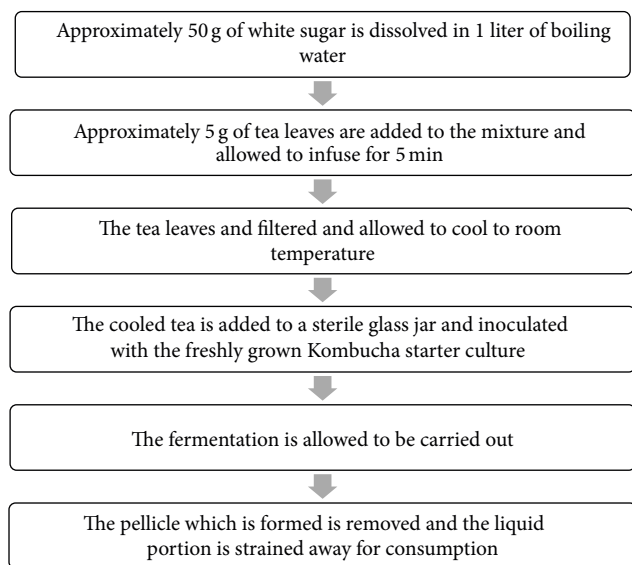 Approximately 50 g of white sugar is dissolved in 1 liter of boiling
water
Approximately 5 g of tea leaves are added to the mixture and
allowed to infuse for 5 min
The tea leaves and filtered and allowed to cool to room
temperature
The cooled tea is added to a sterile glass jar and inoculated
with the freshly grown Kombucha starter culture
The fermentation is allowed to be carried out
The pellicle which is formed is removed and the liquid
portion is strained away for consumption